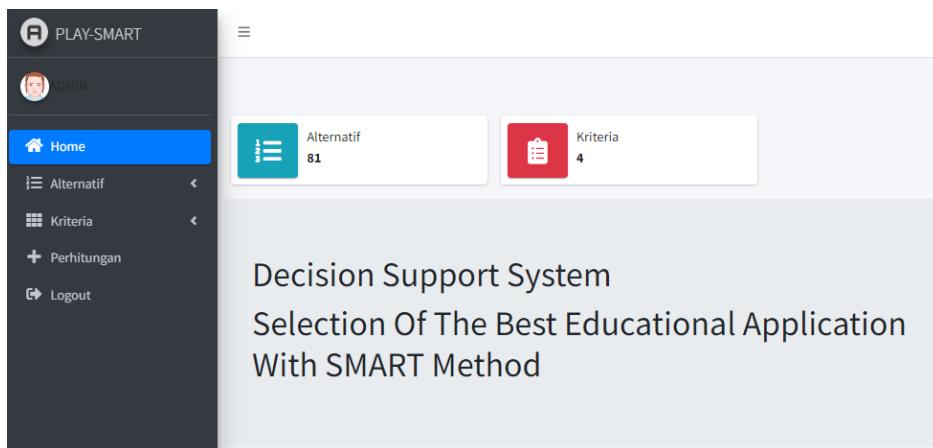 PLAY-SMART
ADMIN
Home
Alternatif
Kriteria
Perhitungan
Logout
Alternatif
81
Kriteria
4
Decision Support System
Selection Of The Best Educational Application
With SMART Method